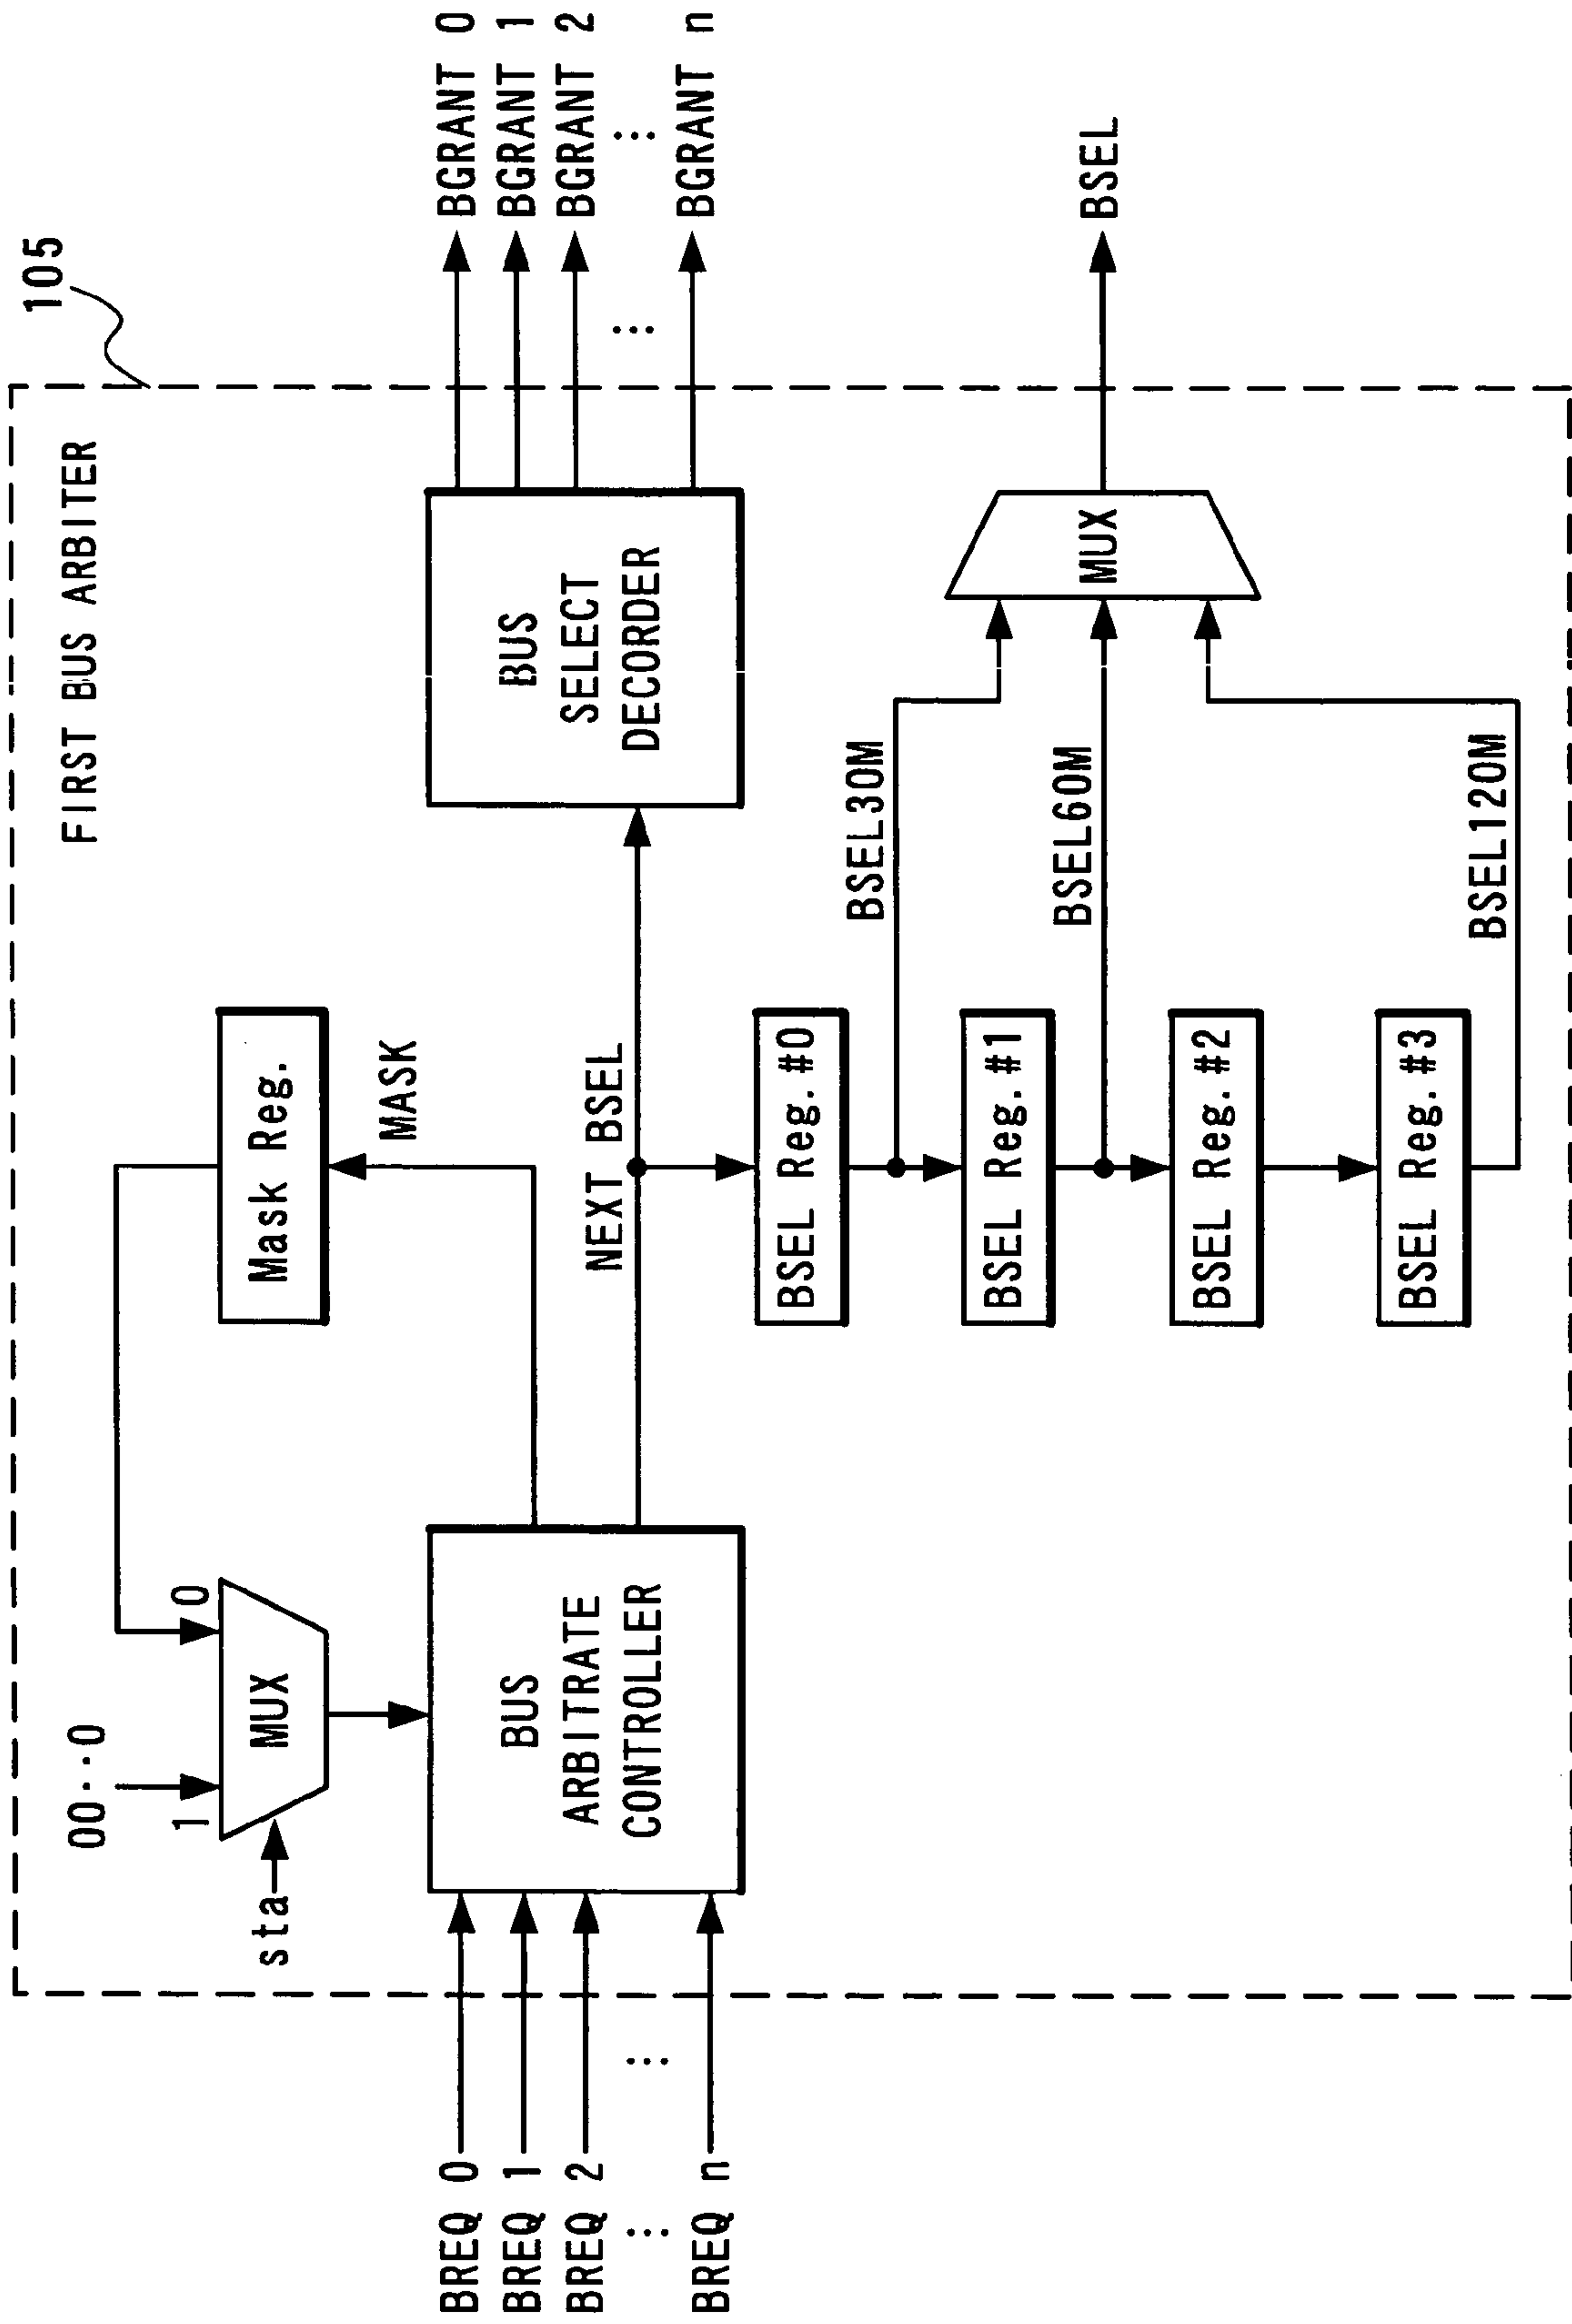 105
FIRST BUS ARBITER
00··0
1
0
sta
MUX
Mask Reg.
MASK
BREQ 0
BREQ 1
BREQ 2
⋮ ⋮
BREQ n
BUS
ARBITRATE
CONTROLLER
NEXT BSEL
BUS
SELECT
DECORDER
BGRANT 0
BGRANT 1
BGRANT 2
⋮ ⋮
BGRANT n
BSEL Reg.#0
BSEL30M
BSEL Reg.#1
BSEL60M
BSEL Reg.#2
BSEL Reg.#3
BSEL120M
MUX
BSEL